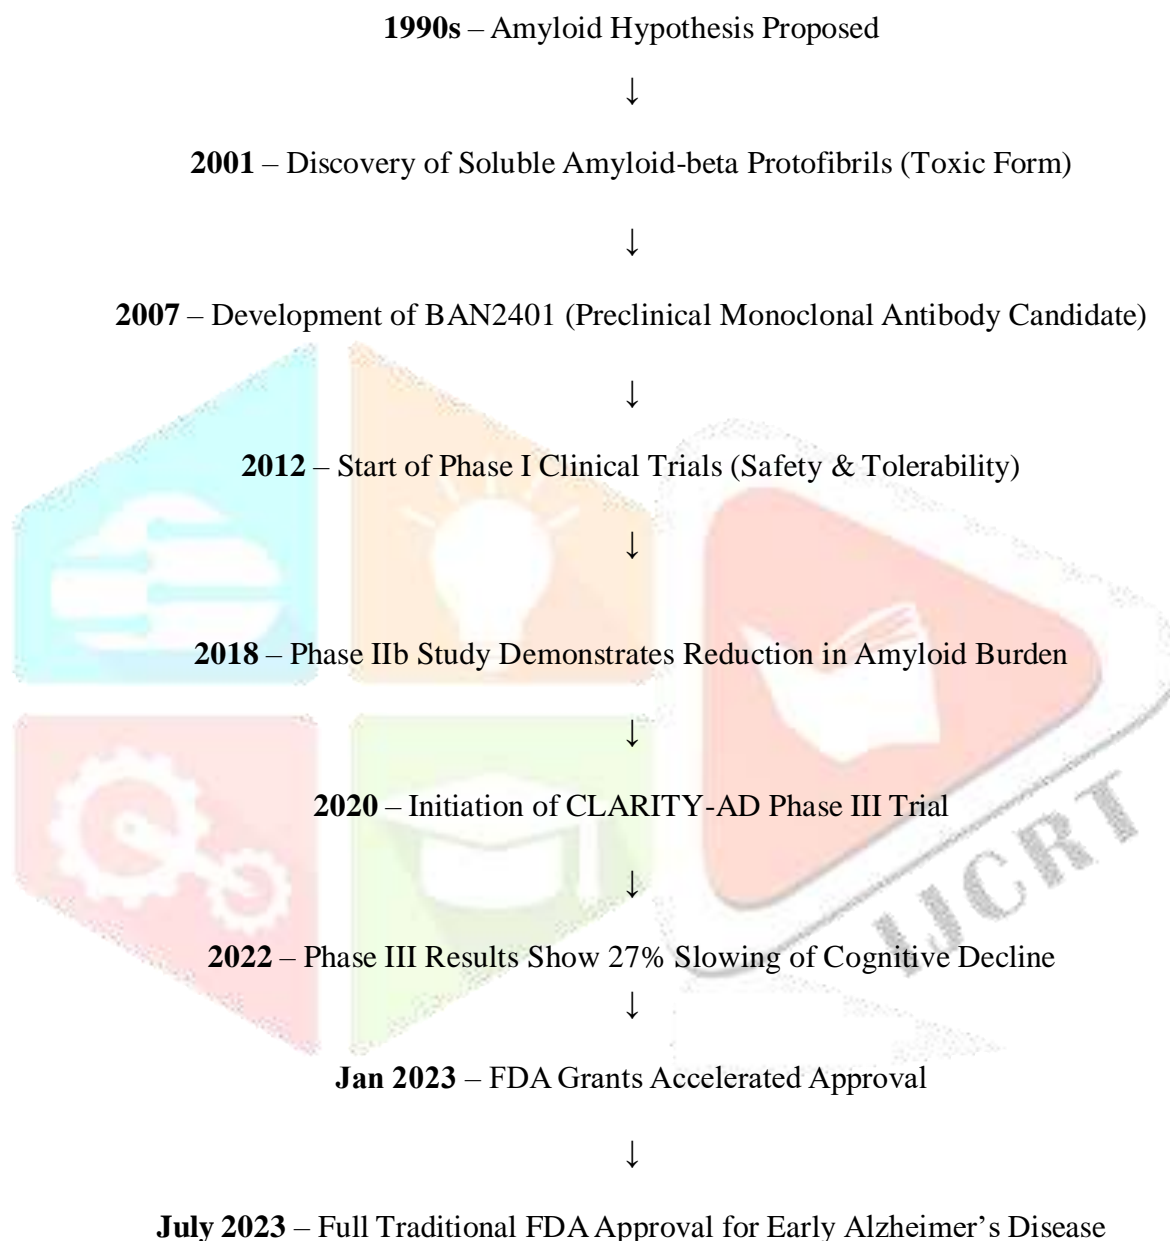 1990s – Amyloid Hypothesis Proposed
↓
2001 – Discovery of Soluble Amyloid-beta Protofibrils (Toxic Form)
↓
2007 – Development of BAN2401 (Preclinical Monoclonal Antibody Candidate)
↓
2012 – Start of Phase I Clinical Trials (Safety & Tolerability)
↓
2018 – Phase IIb Study Demonstrates Reduction in Amyloid Burden
↓
2020 – Initiation of CLARITY-AD Phase III Trial
↓
IJCRT
2022 – Phase III Results Show 27% Slowing of Cognitive Decline
↓
Jan 2023 – FDA Grants Accelerated Approval
↓
July 2023 – Full Traditional FDA Approval for Early Alzheimer’s Disease